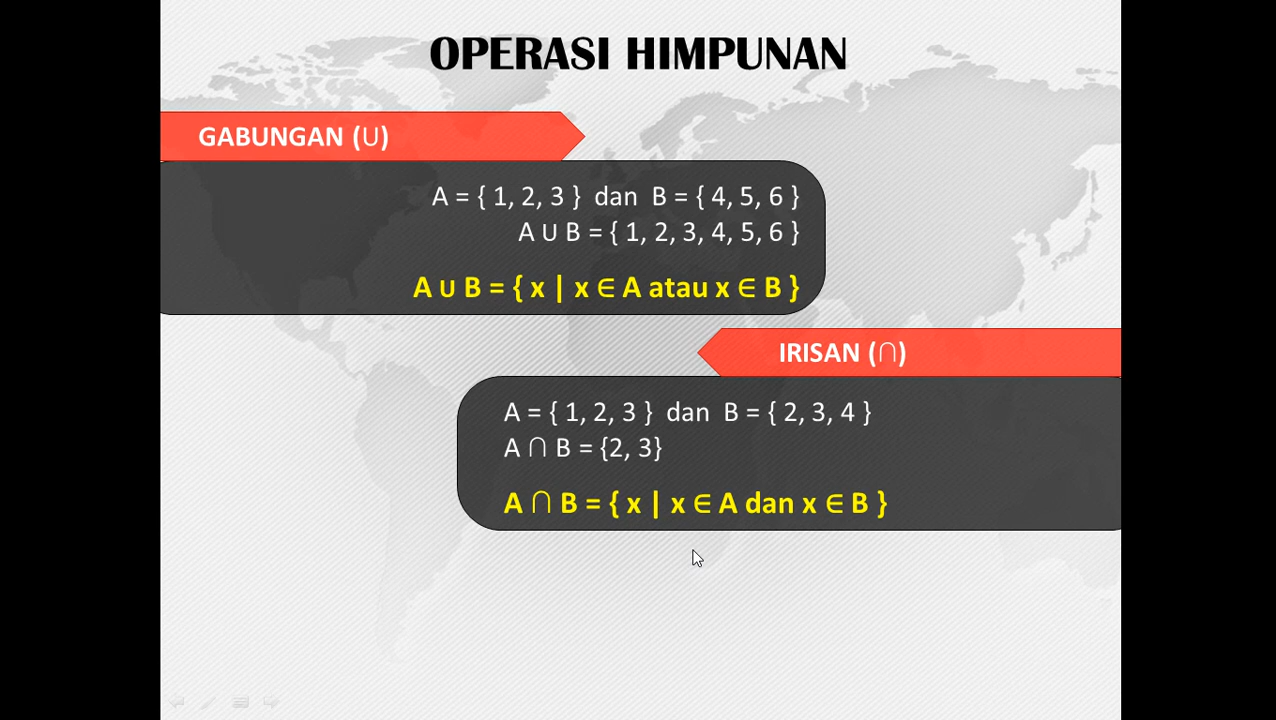 OPERASI HIMPUNAN
GABUNGAN (∪)
A = { 1, 2, 3 }  dan  B = { 4, 5, 6 }
A ∪ B = { 1, 2, 3, 4, 5, 6 }
A ∪ B = { x | x ∈ A atau x ∈ B }
IRISAN (∩)
A = { 1, 2, 3 }  dan  B = { 2, 3, 4 }
A ∩ B = {2, 3}
A ∩ B = { x | x ∈ A dan x ∈ B }